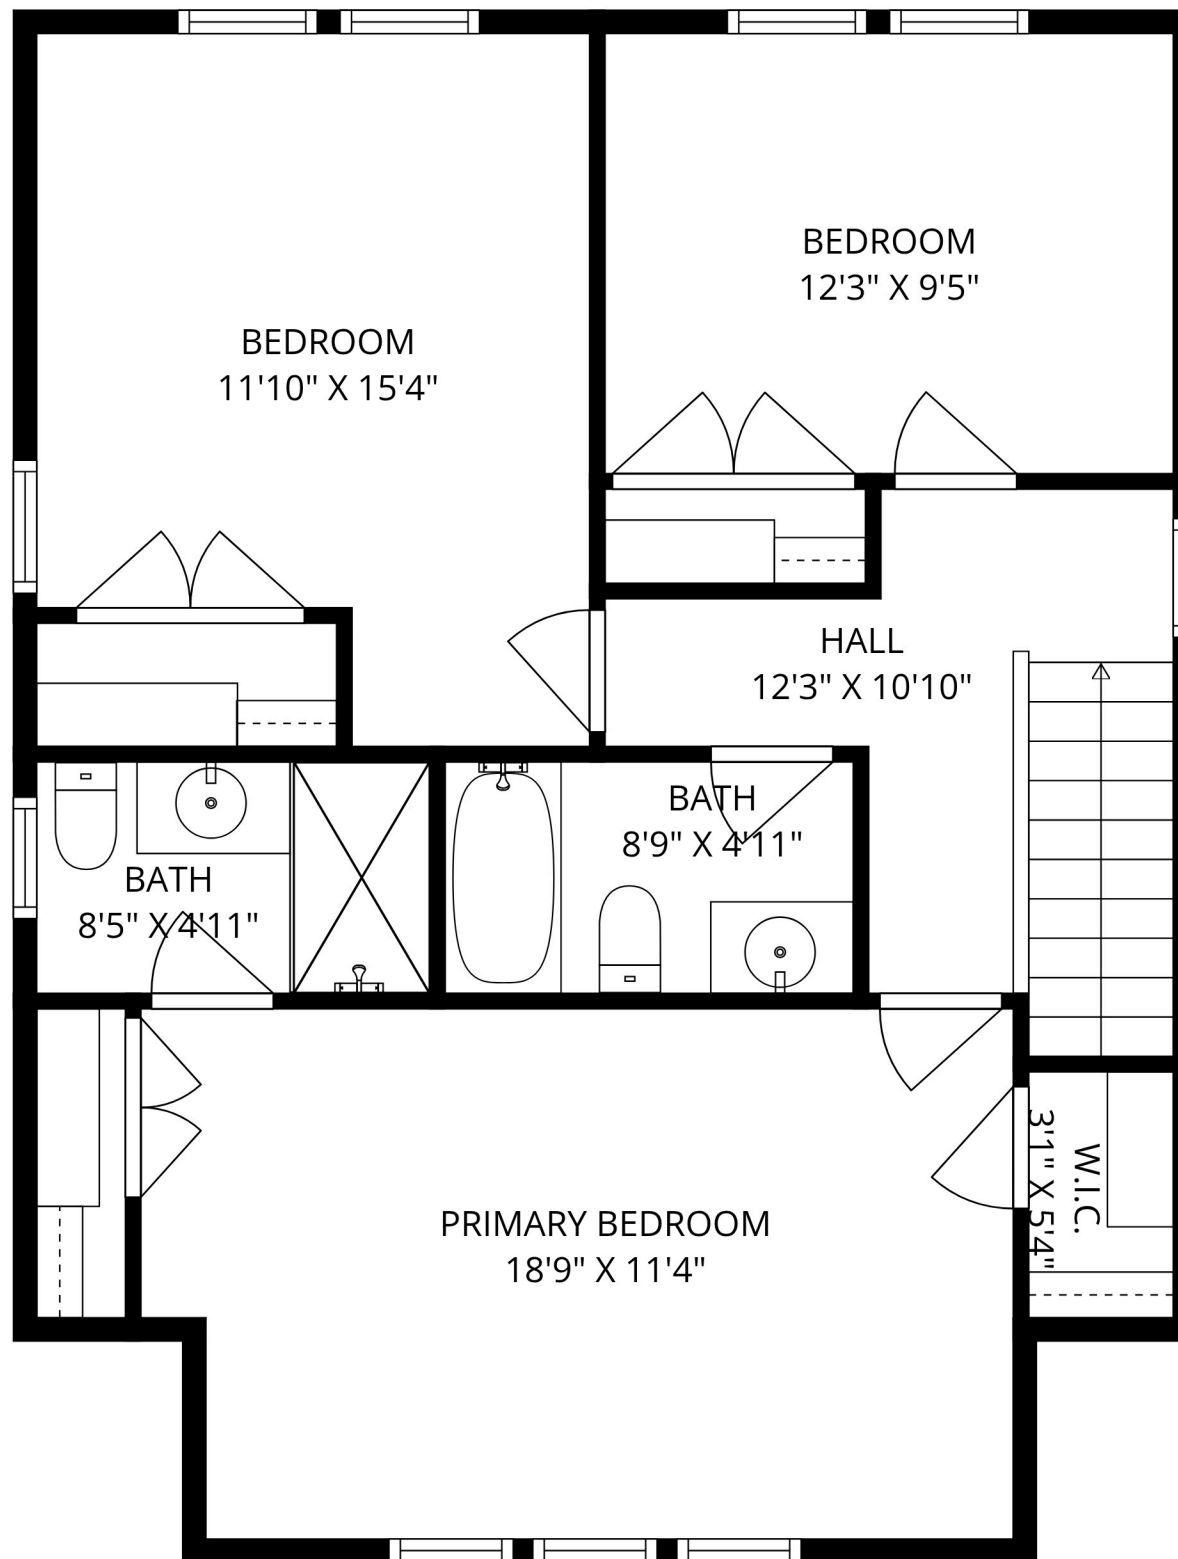 BEDROOM
12'3" X 9'5"
BEDROOM
11'10" X 15'4"
HALL
12'3" X 10'10"
BATH
8'9" X 4'11"
BATH
8'5" X 4'11"
W.I.C.
3'1" X 5'4"
PRIMARY BEDROOM
18'9" X 11'4"